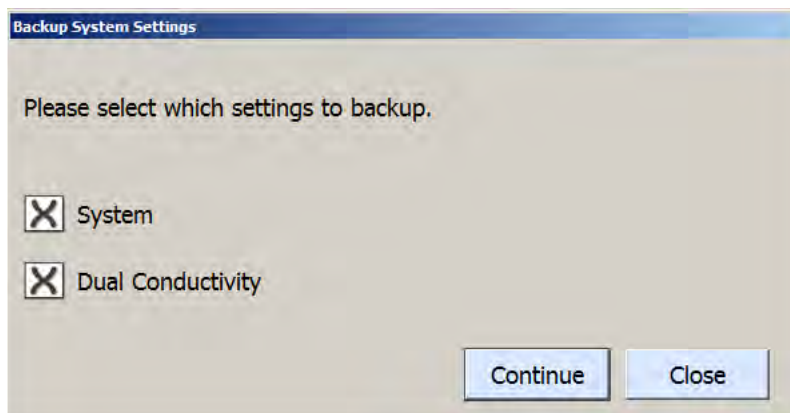 Backup System Settings
Please select which settings to backup.
System
Dual Conductivity
Continue Close